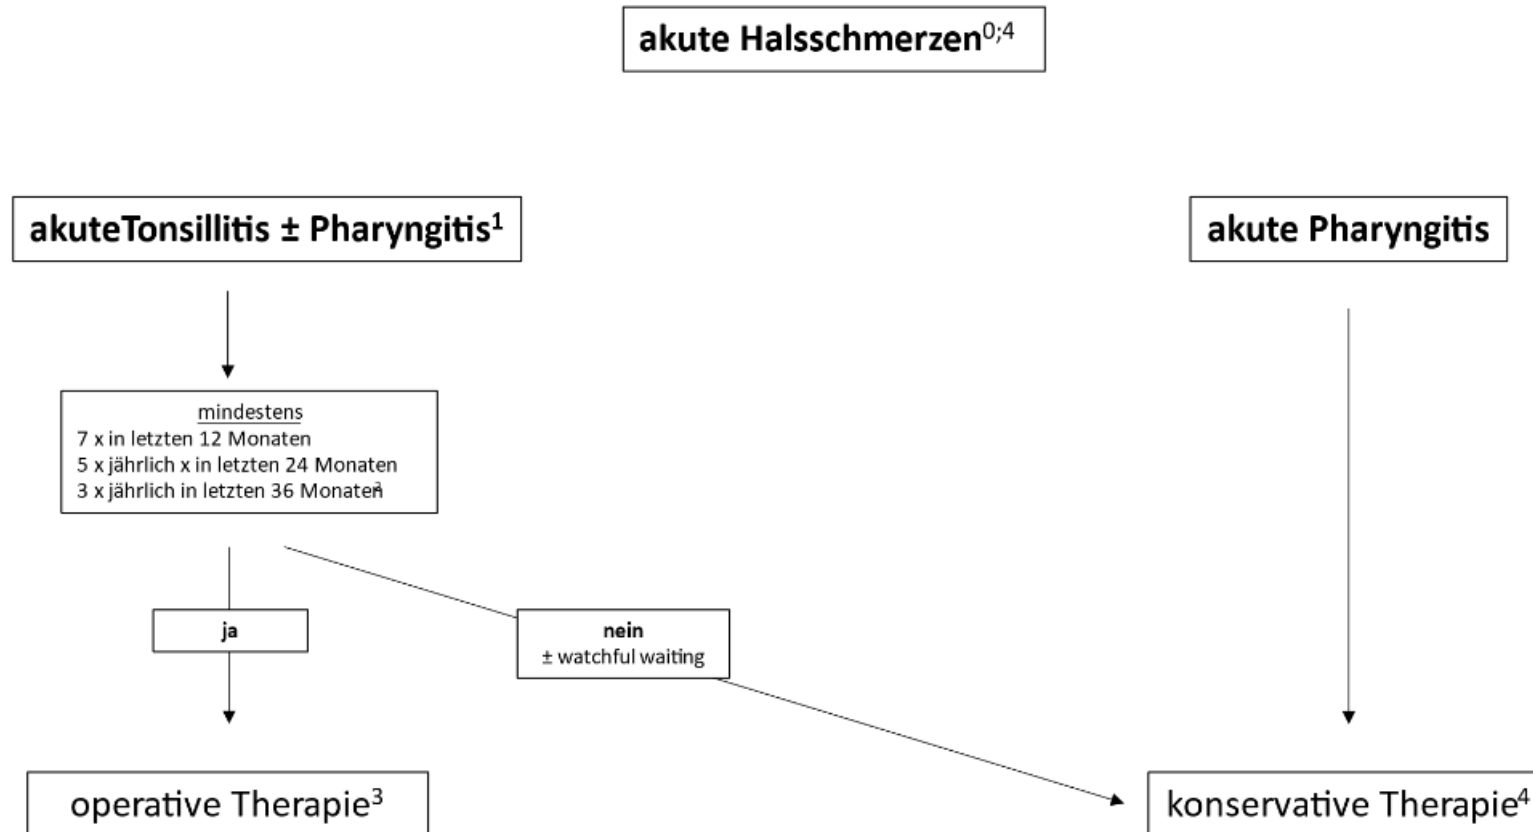 akute Halsschmerzen0;4
akuteTonsillitis ± Pharyngitis1
akute Pharyngitis
mindestens
7 x in letzten 12 Monaten
5 x jährlich x in letzten 24 Monaten
3 x jährlich in letzten 36 Monaten2
ja
nein
± watchful waiting
operative Therapie3
konservative Therapie4